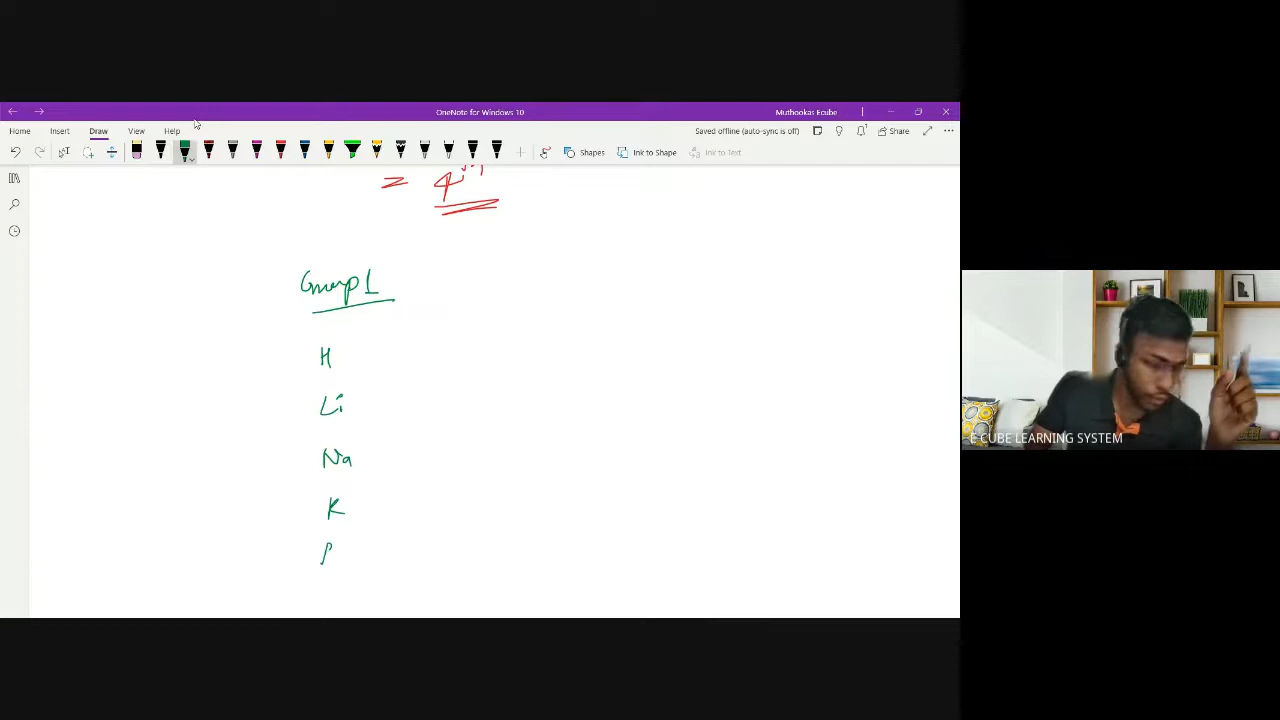 OneNote for Windows 10
Muthookas Ecube
Home Insert Draw View Help
Saved offline (auto-sync is off) Share
Shapes Ink to Shape Ink to Text
= 4
Group 1
H
Li
Na
K
E CUBE LEARNING SYSTEM